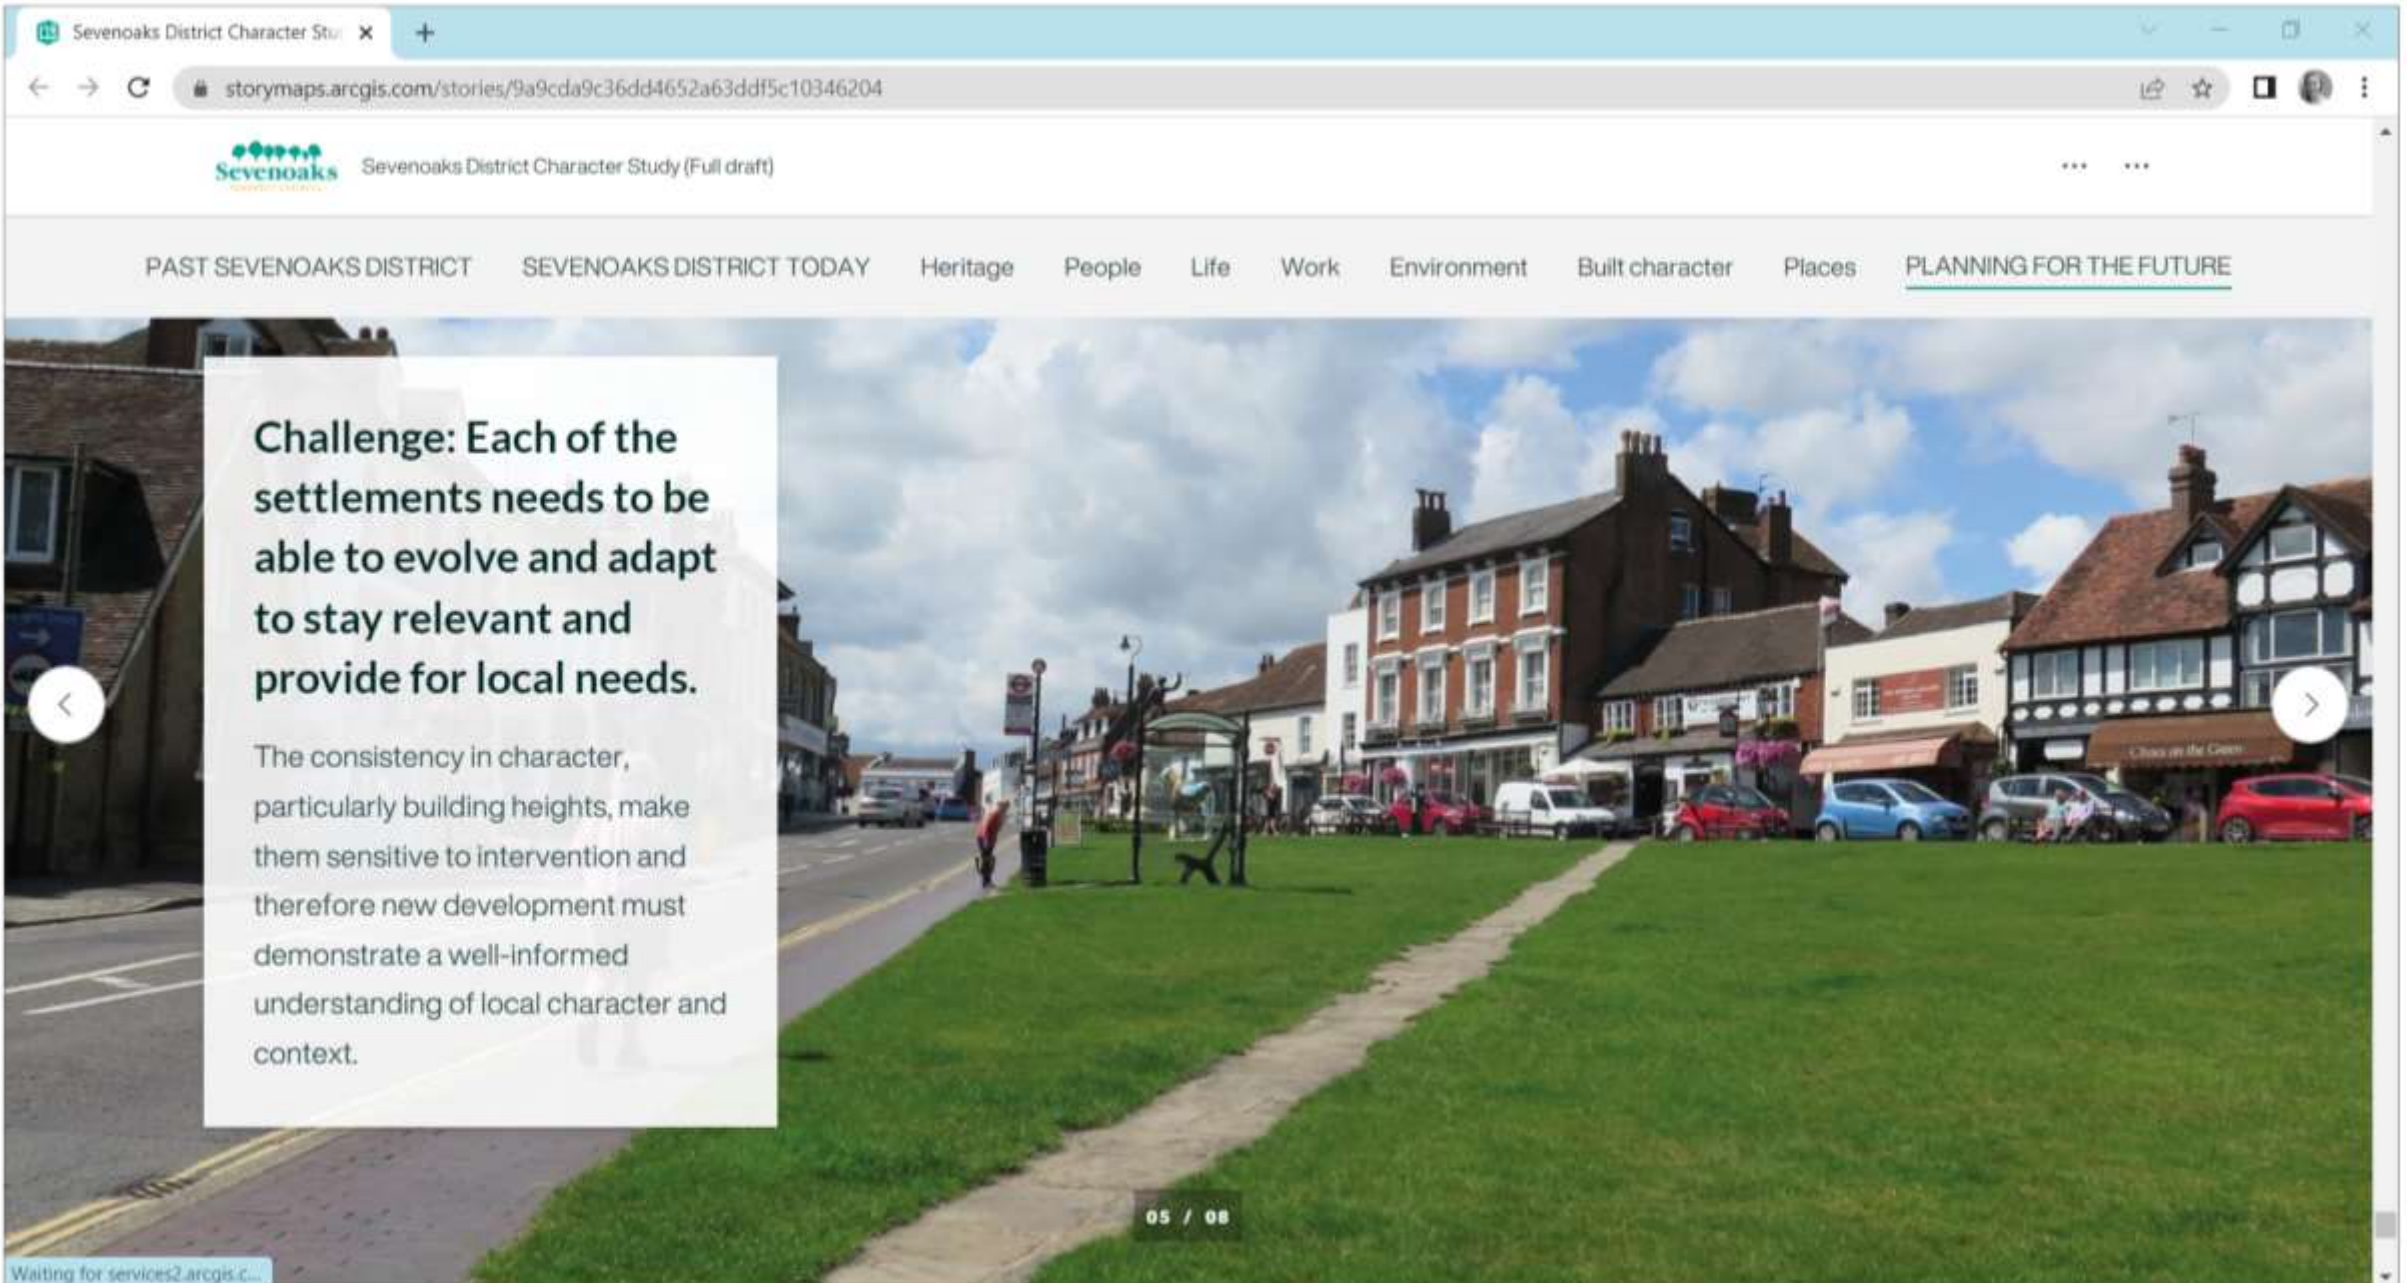 Sevenoaks District Character Stu
storymaps.arcgis.com/stories/9a9cda9c36dd4652a63ddf5c10346204
Sevenoaks
Sevenoaks District Character Study (Full draft)
PAST SEVENOAKS DISTRICT SEVENOAKS DISTRICT TODAY Heritage People Life Work Environment Built character Places PLANNING FOR THE FUTURE
Challenge: Each of the
settlements needs to be
able to evolve and adapt
to stay relevant and
provide for local needs.
The consistency in character,
particularly building heights, make
them sensitive to intervention and
therefore new development must
demonstrate a well-informed
understanding of local character and
context.
05 / 08
Waiting for services2.arcgis.c...